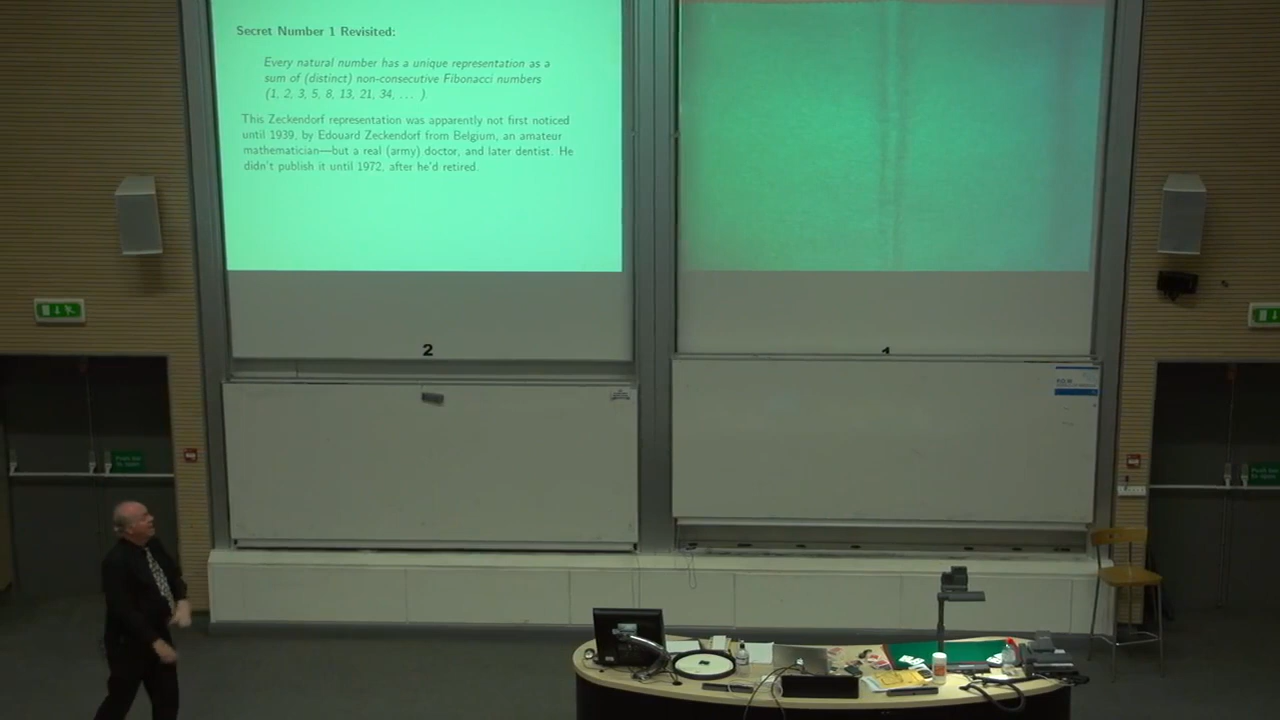 Secret Number 1 Revisited:
Every natural number has a unique representation as a
sum of (distinct) non-consecutive Fibonacci numbers
(1, 2, 3, 5, 8, 13, 21, 34, ... )
This Zeckendorf representation was apparently not first noticed
until 1939, by Edouard Zeckendorf from Belgium, an amateur
mathematician—but a real (army) doctor, and later dentist. He
didn't publish it until 1972, after he'd retired.
2
1